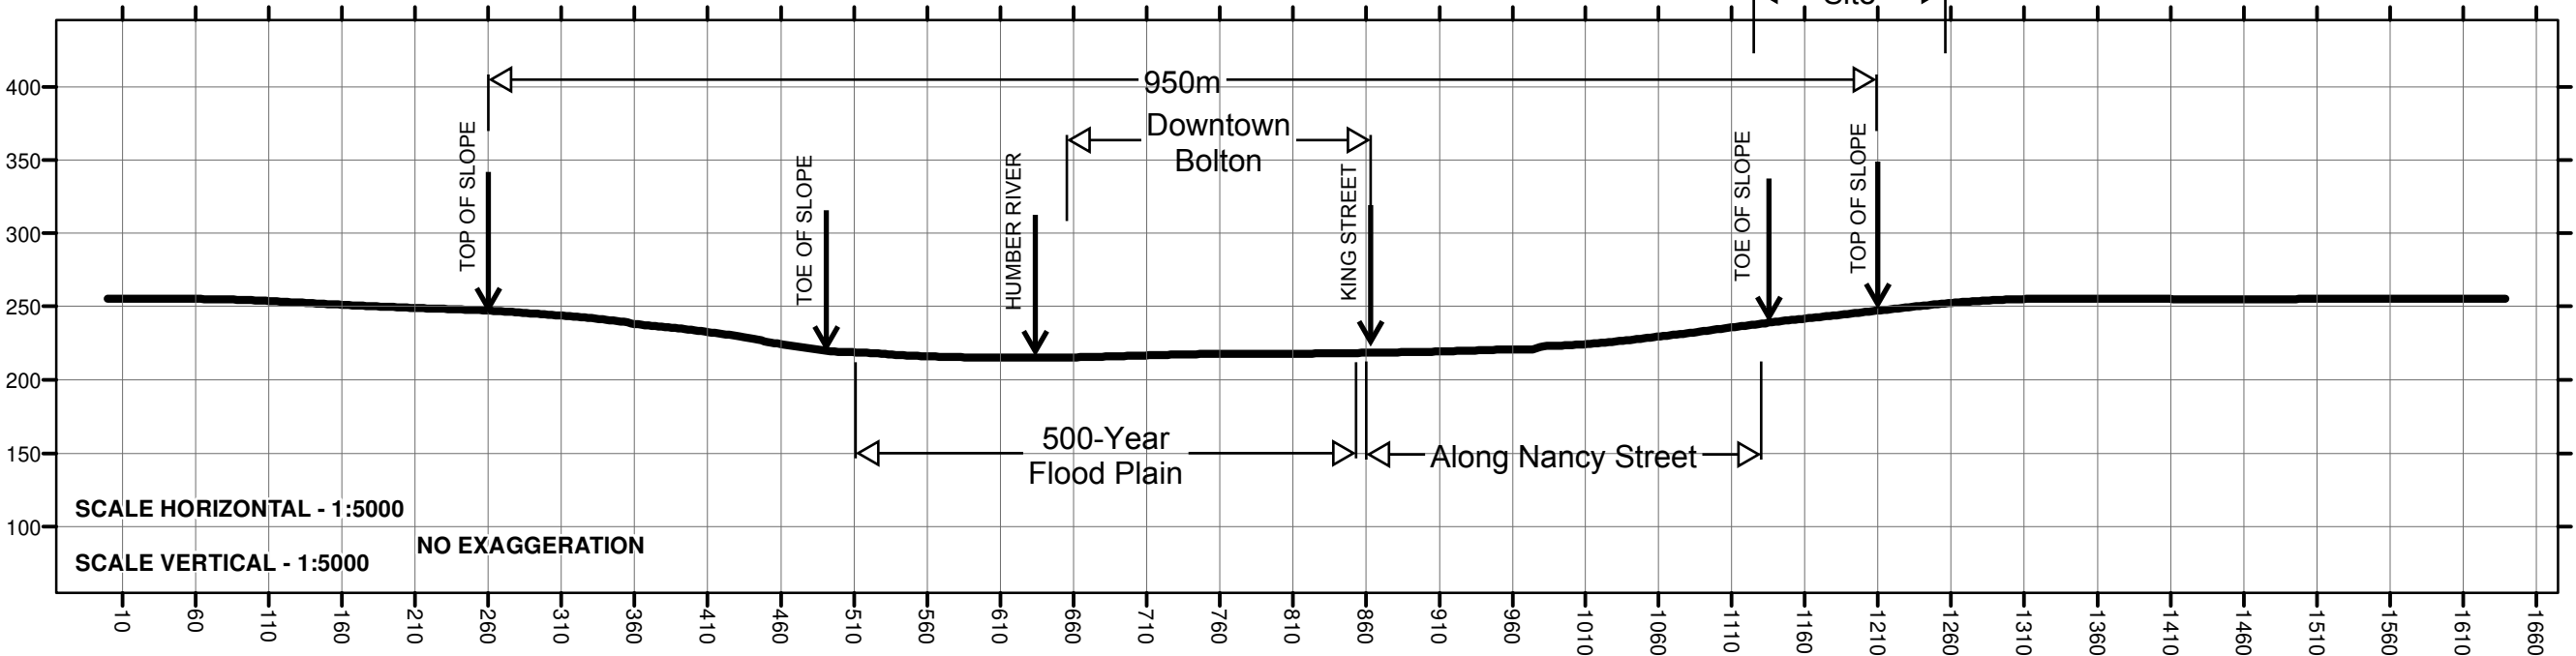 Site
400
950m
350
Downtown
Bolton
300
250
200
150
100
TOP OF SLOPE
TOE OF SLOPE
HUMBER RIVER
KING STREET
TOE OF SLOPE
TOP OF SLOPE
500-Year
Flood Plain
Along Nancy Street
SCALE HORIZONTAL - 1:5000
NO EXAGGERATION
SCALE VERTICAL - 1:5000
10 60 110 160 210 260 310 360 410 460 510 560 610 660 710 760 810 860 910 960 1010 1060 1110 1160 1210 1260 1310 1360 1410 1460 1510 1560 1610 1660